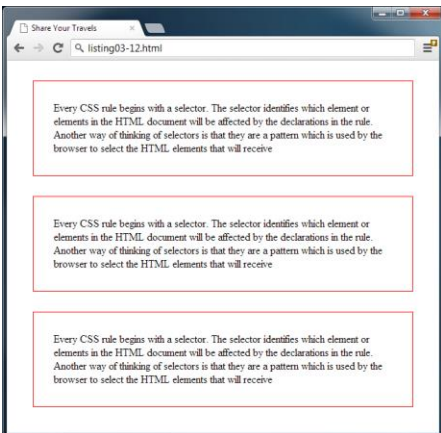 Share Your Travels
listing03-12.html
Every CSS rule begins with a selector. The selector identifies which element or
elements in the HTML document will be affected by the declarations in the rule.
Another way of thinking of selectors is that they are a pattern which is used by the
browser to select the HTML elements that will receive
Every CSS rule begins with a selector. The selector identifies which element or
elements in the HTML document will be affected by the declarations in the rule.
Another way of thinking of selectors is that they are a pattern which is used by the
browser to select the HTML elements that will receive
Every CSS rule begins with a selector. The selector identifies which element or
elements in the HTML document will be affected by the declarations in the rule.
Another way of thinking of selectors is that they are a pattern which is used by the
browser to select the HTML elements that will receive